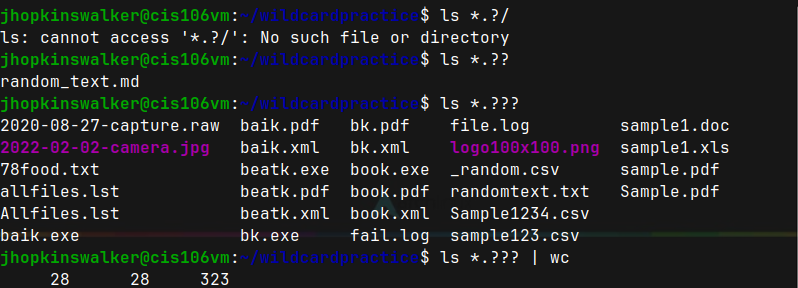 jhopkinswalker@cis106vm:~/wildcardpractice$ ls *.?/
ls: cannot access '*.?/': No such file or directory
jhopkinswalker@cis106vm:~/wildcardpractice$ ls *.??
random_text.md
jhopkinswalker@cis106vm:~/wildcardpractice$ ls *.???
2020-08-27-capture.raw  baik.pdf   bk.pdf    file.log         sample1.doc
2022-02-02-camera.jpg   baik.xml   bk.xml    logo100x100.png  sample1.xls
78food.txt              beatk.exe  book.exe  _random.csv      sample.pdf
allfiles.lst            beatk.pdf  book.pdf  randomtext.txt   Sample.pdf
Allfiles.lst            beatk.xml  book.xml  Sample1234.csv
baik.exe                bk.exe     fail.log  sample123.csv
jhopkinswalker@cis106vm:~/wildcardpractice$ ls *.??? | wc
     28      28     323